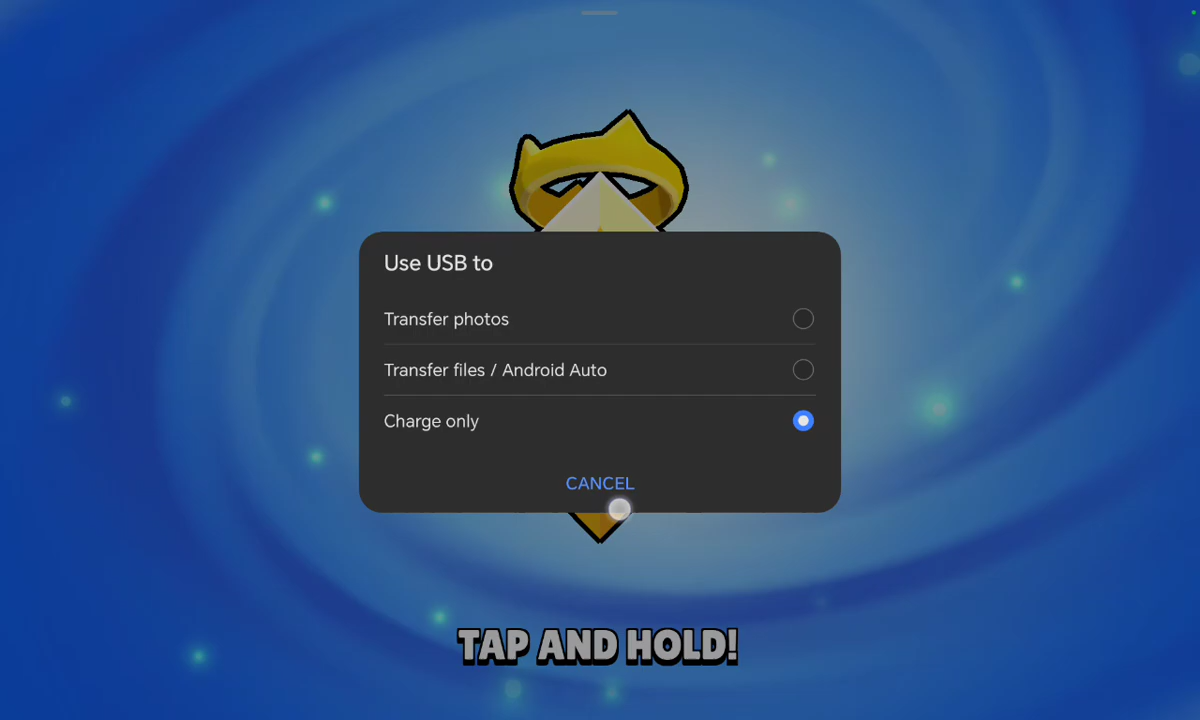 Use USB to
Transfer photos
Transfer files / Android Auto
Charge only
CANCEL
TAP AND HOLD!